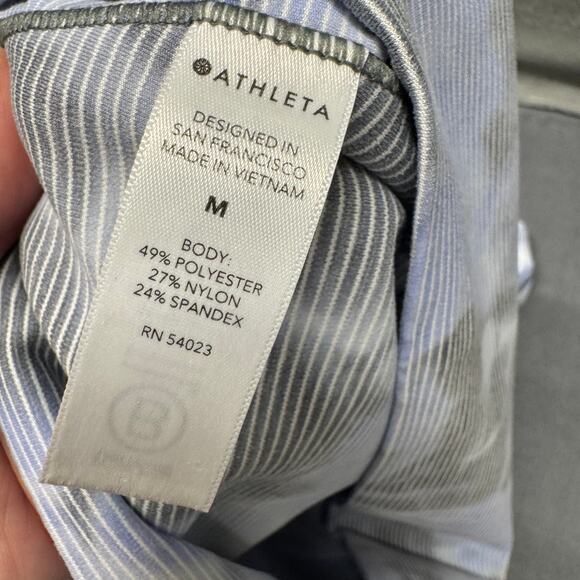 ATHLETA
DESIGNED IN
SAN FRANCISCO
MADE IN VIETNAM
M
BODY:
49% POLYESTER
27% NYLON
24% SPANDEX
RN 54023